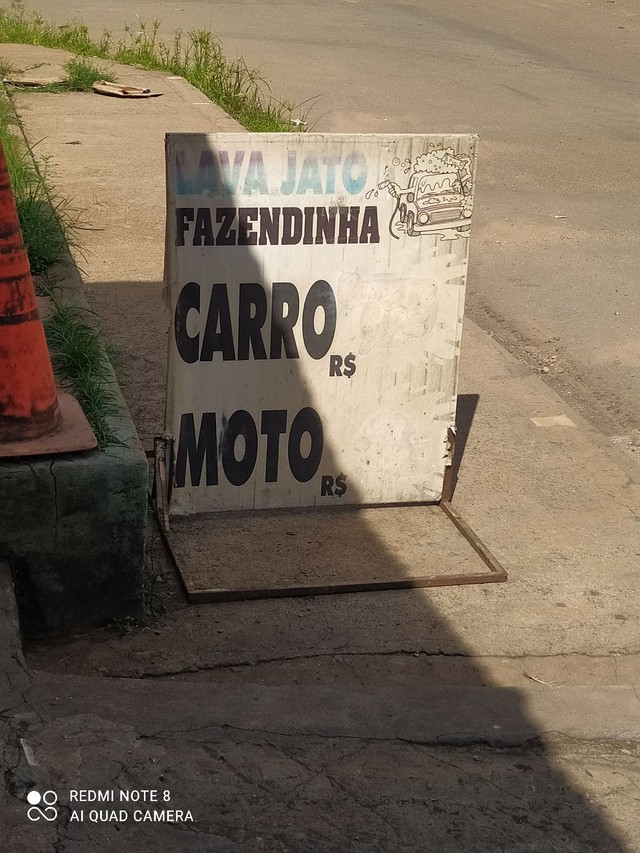 LAVA JATO
FAZENDINHA
CARRO R$
MOTO R$
REDMI NOTE 8
AI QUAD CAMERA